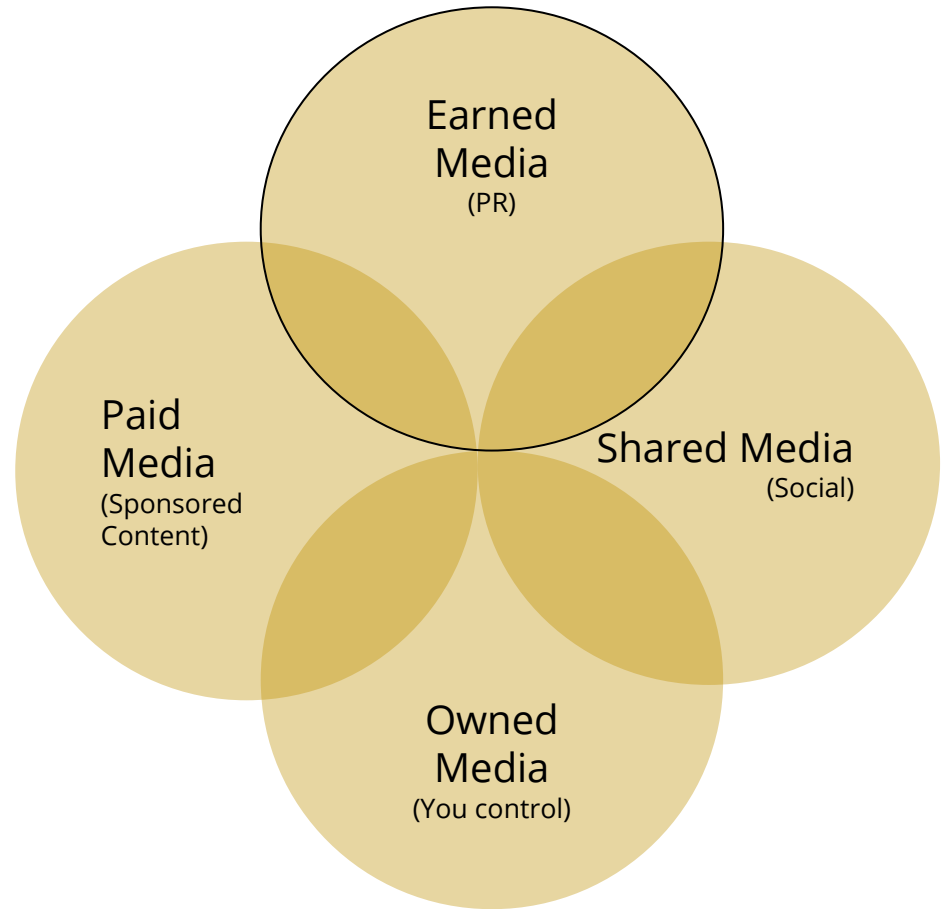 Earned
Media
(PR)
Paid
Media
(Sponsored
Content)
Shared Media
(Social)
Owned
Media
(You control)